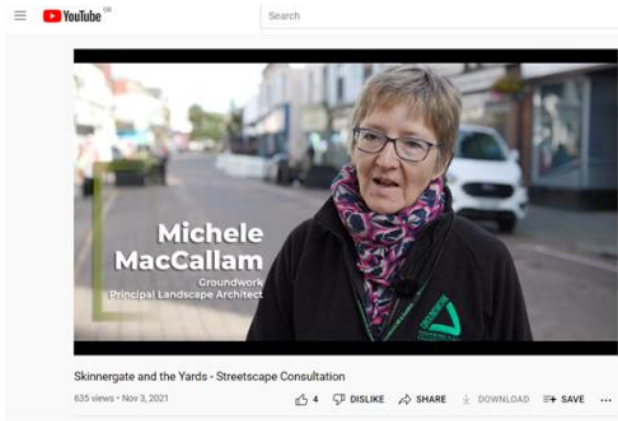 YouTube GB
Search
Michele
MacCallam
Groundwork
Principal Landscape Architect
GROUNDWORK
Skinnergate and the Yards - Streetscape Consultation
635 views • Nov 3, 2021
4 DISLIKE SHARE DOWNLOAD SAVE ...